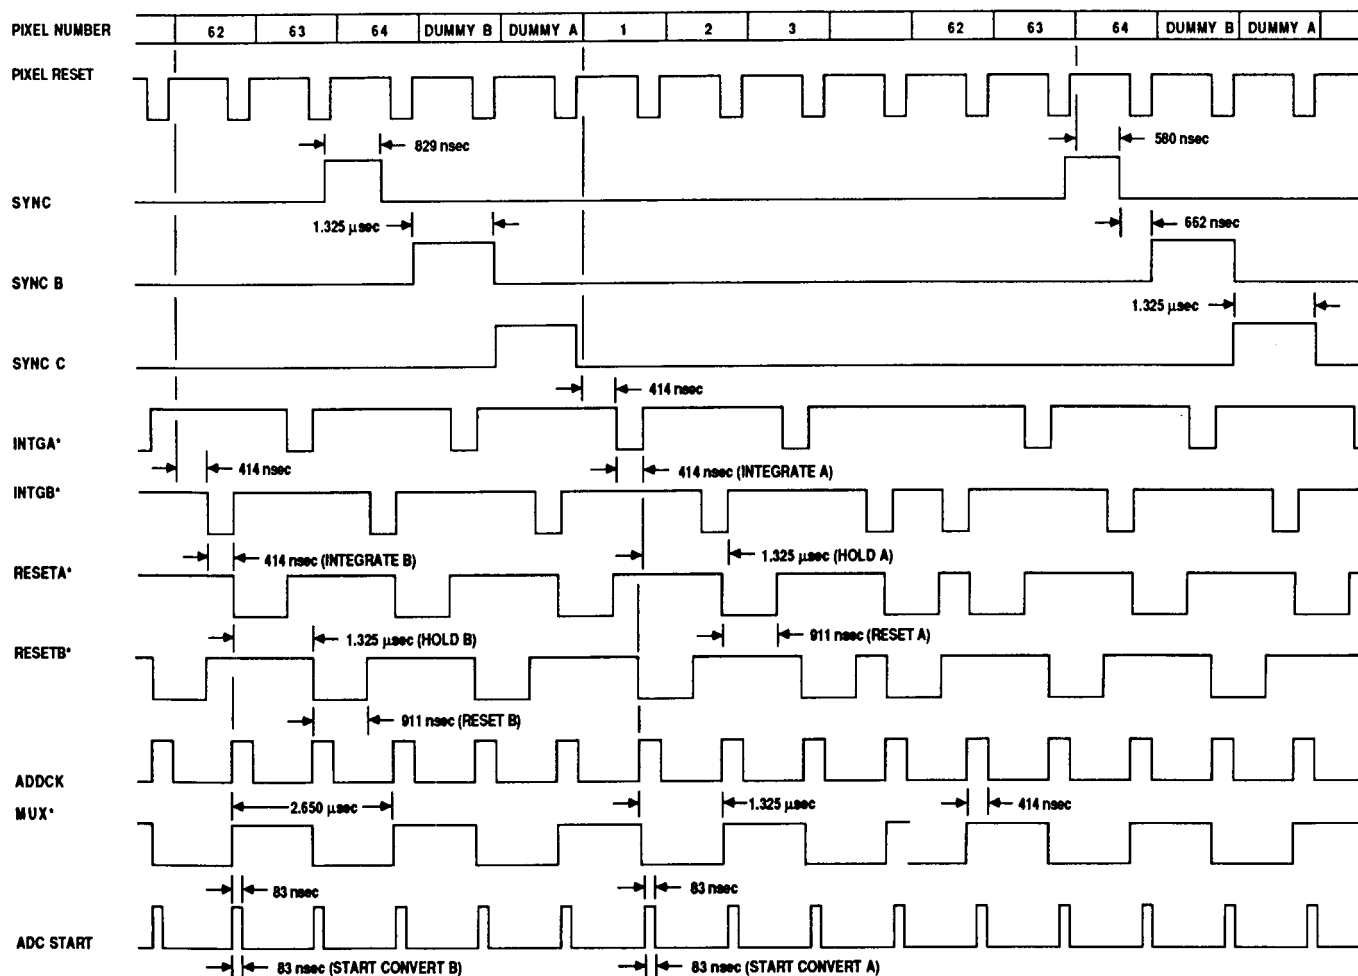 PIXEL NUMBER 62 63 64 DUMMY B DUMMY A 1 2 3 62 63 64 DUMMY B DUMMY A
PIXEL RESET
829 nsec 580 nsec
SYNC
1.325 µsec 662 nsec
SYNC B
1.325 µsec
SYNC C
414 nsec
INTGA*
414 nsec 414 nsec (INTEGRATE A)
INTGB*
414 nsec (INTEGRATE B) 1.325 µsec (HOLD A)
RESETA*
1.325 µsec (HOLD B) 911 nsec (RESET A)
RESETB*
911 nsec (RESET B)
ADDCK
2.650 µsec 1.325 µsec 414 nsec
MUX*
83 nsec 83 nsec
ADC START
83 nsec (START CONVERT B) 83 nsec (START CONVERT A)